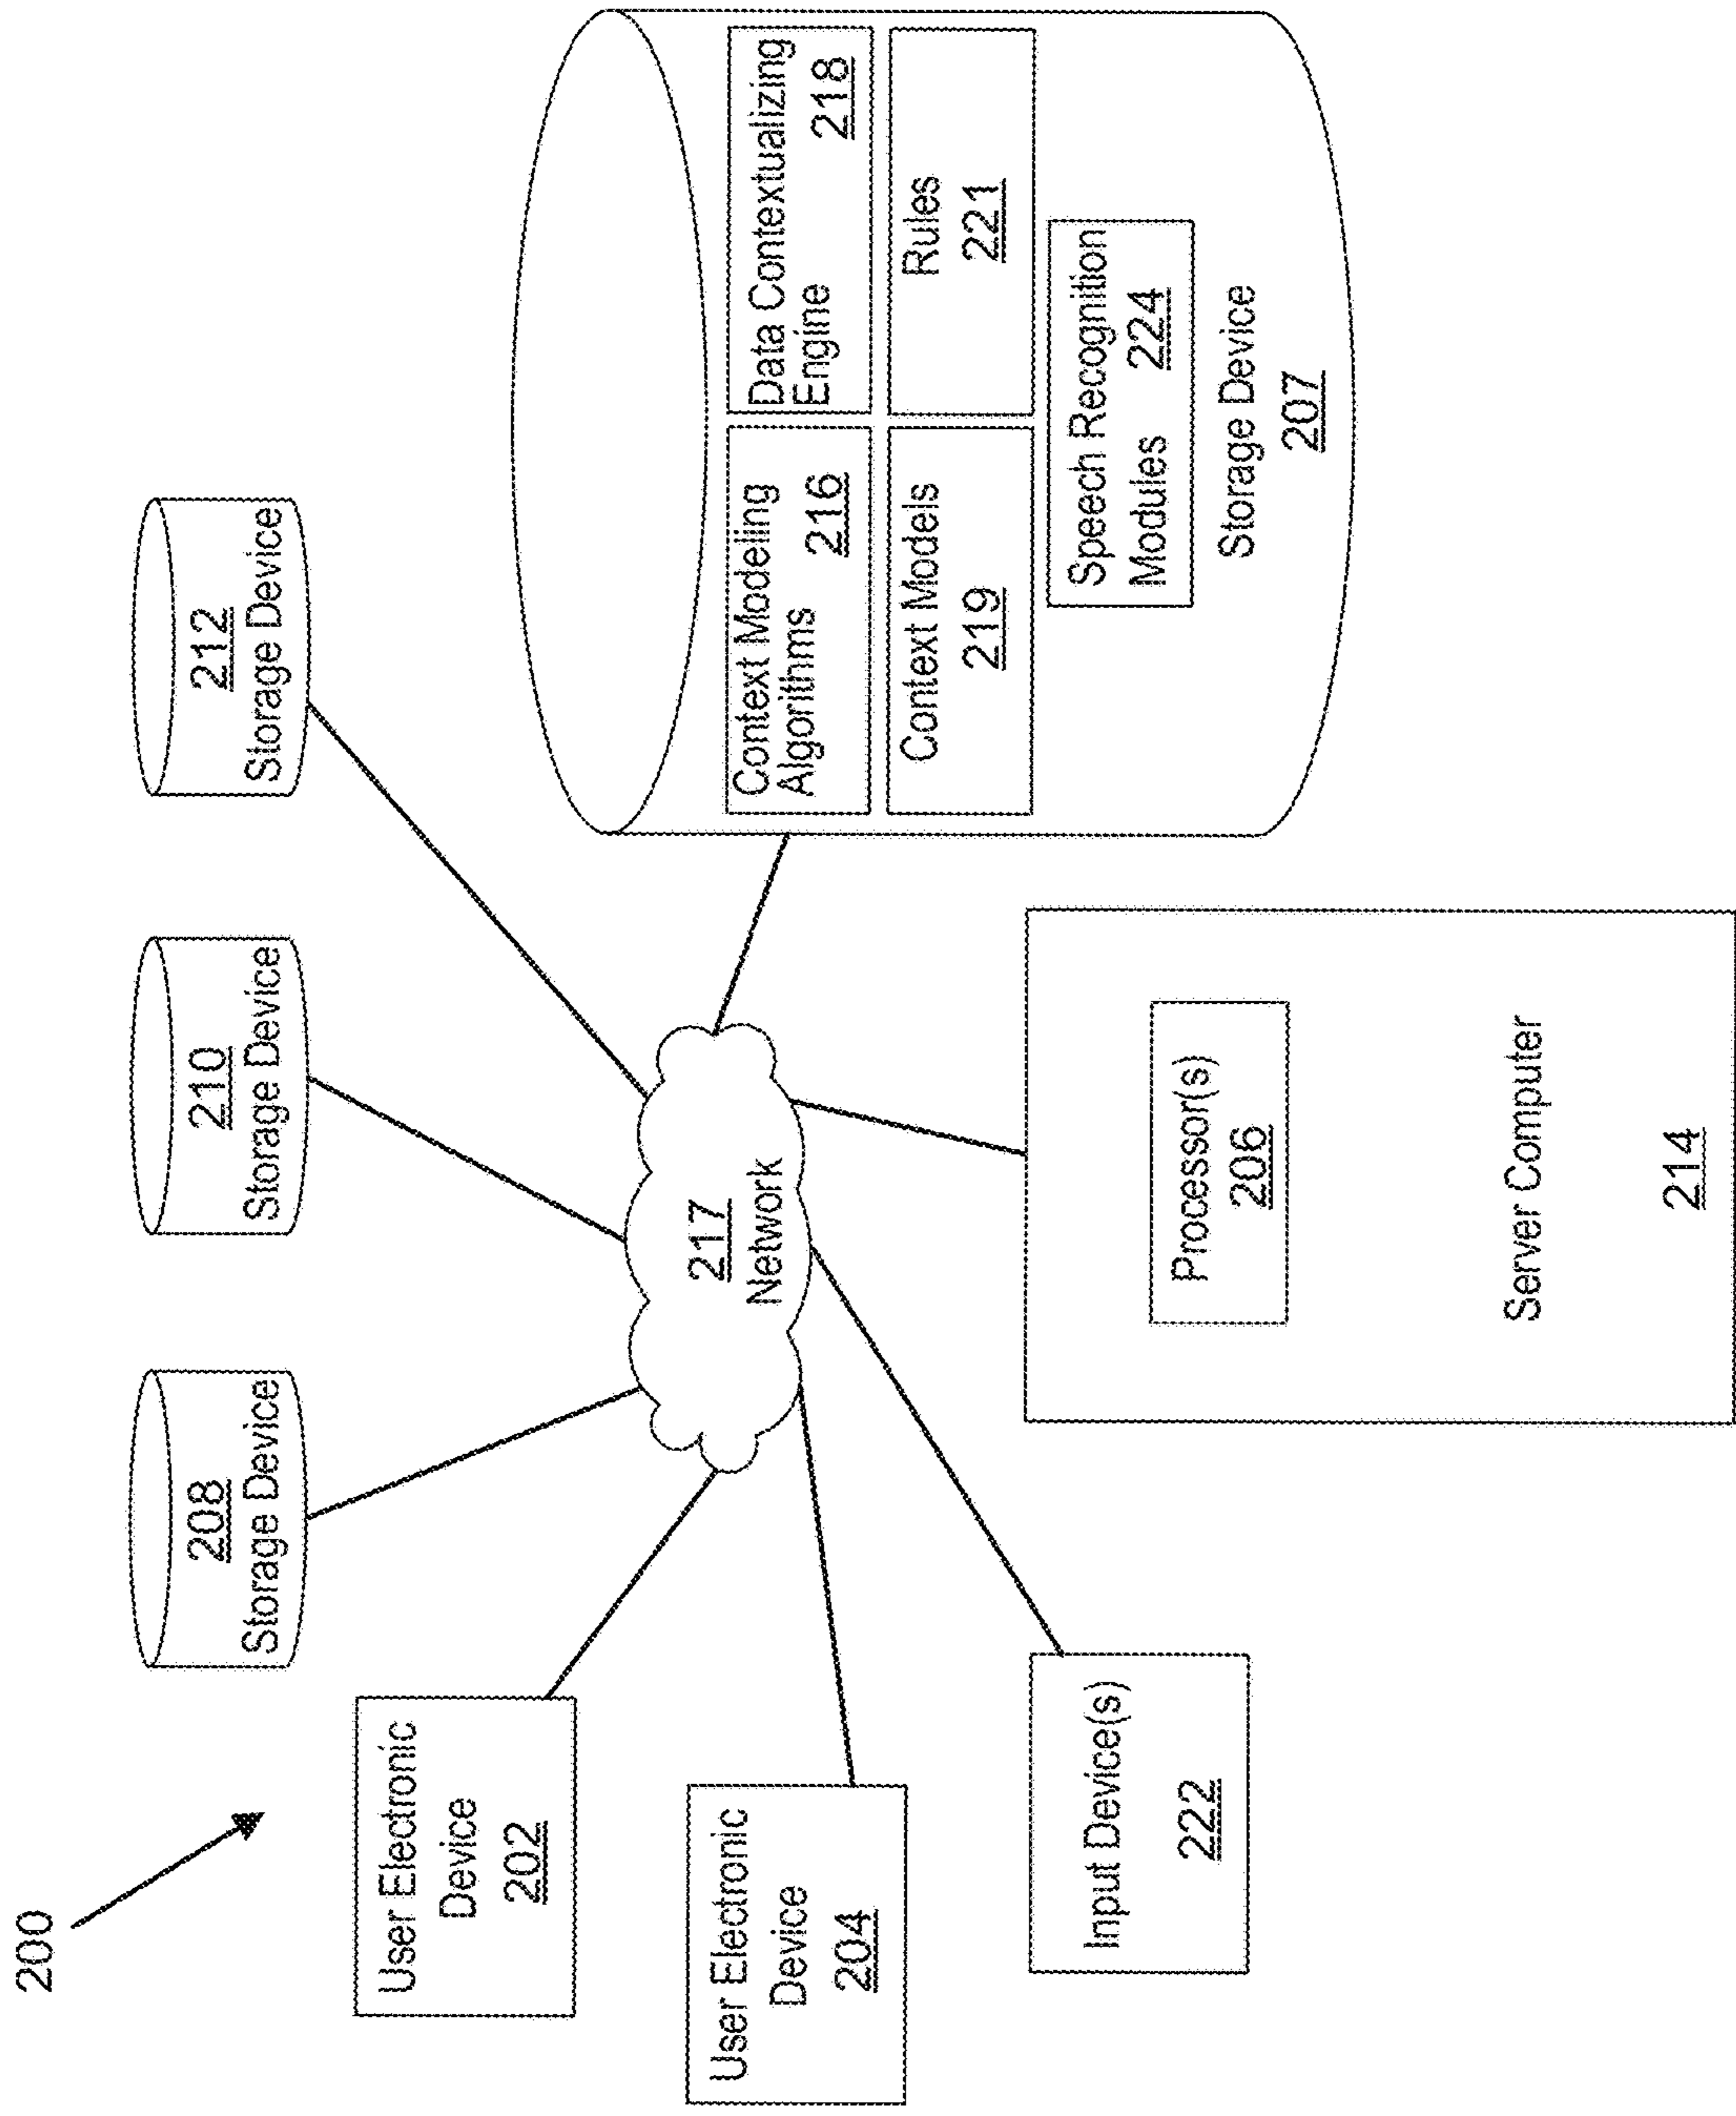 200
208
Storage Device
210
Storage Device
212
Storage Device
User Electronic
Device
202
User Electronic
Device
204
Input Device(s)
222
217
Network
Processor(s)
206
Server Computer
214
Context Modeling
Algorithms
216
Data Contextualizing
Engine
218
Context Models
219
Rules
221
Speech Recognition
Modules 224
Storage Device
207